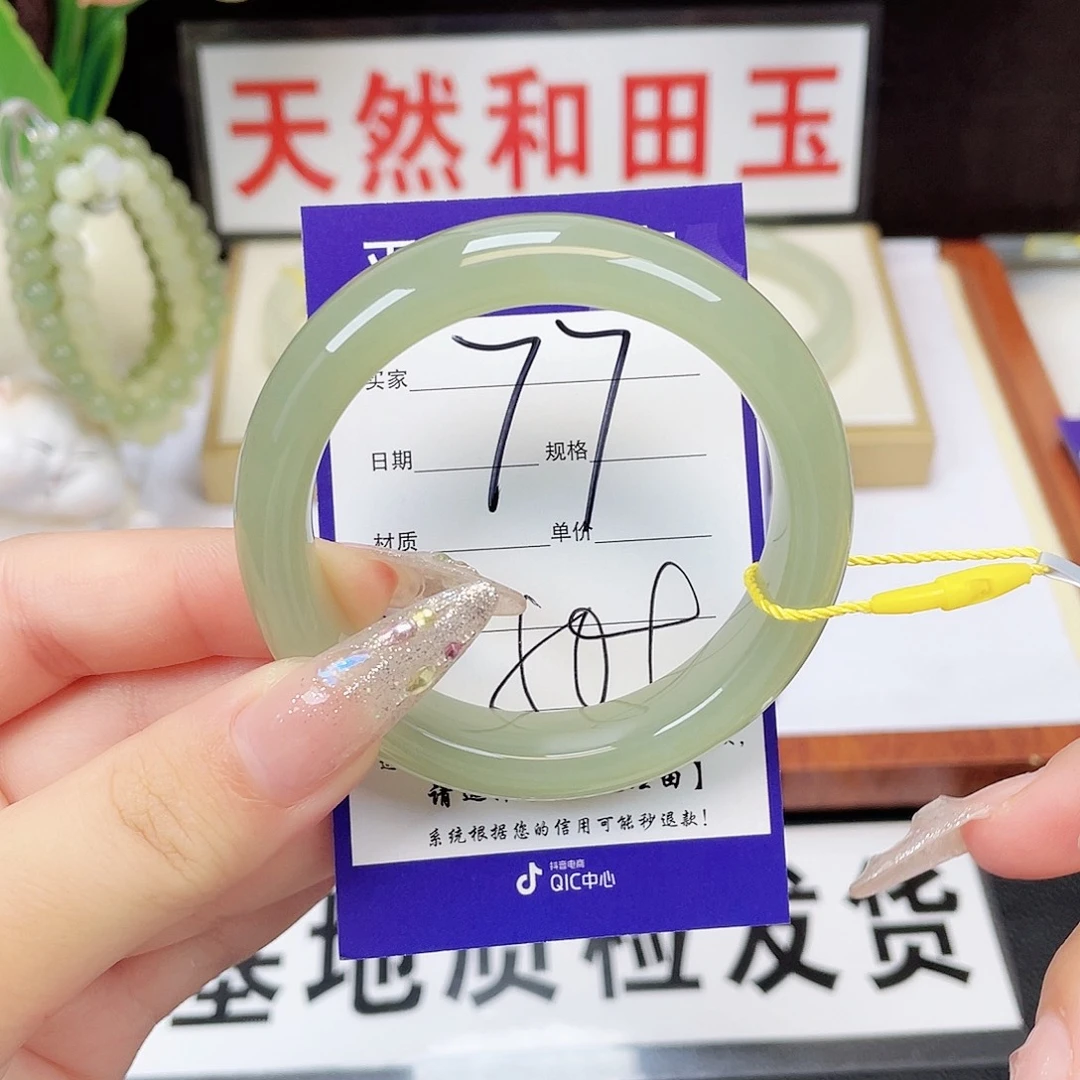 天然和田玉
77
买家
日期 规格
材质 单价
系统根据您的信用可能秒退款!
抖音电商
QIC中心
基地质检发货